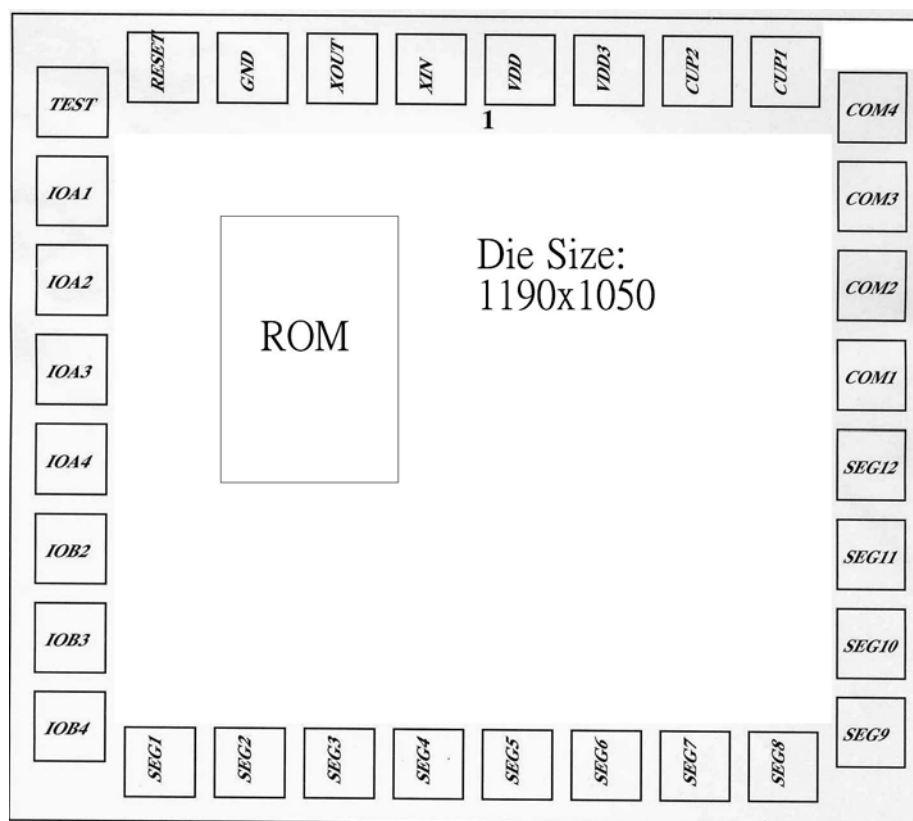 RESET
GND
XOUT
XIN
VDD
VDD3
CUP2
CUP1
1
TEST
IOA1
IOA2
IOA3
IOA4
IOB2
IOB3
IOB4
ROM
Die Size:
1190x1050
COM4
COM3
COM2
COM1
SEG12
SEG11
SEG10
SEG9
SEG1
SEG2
SEG3
SEG4
SEG5
SEG6
SEG7
SEG8